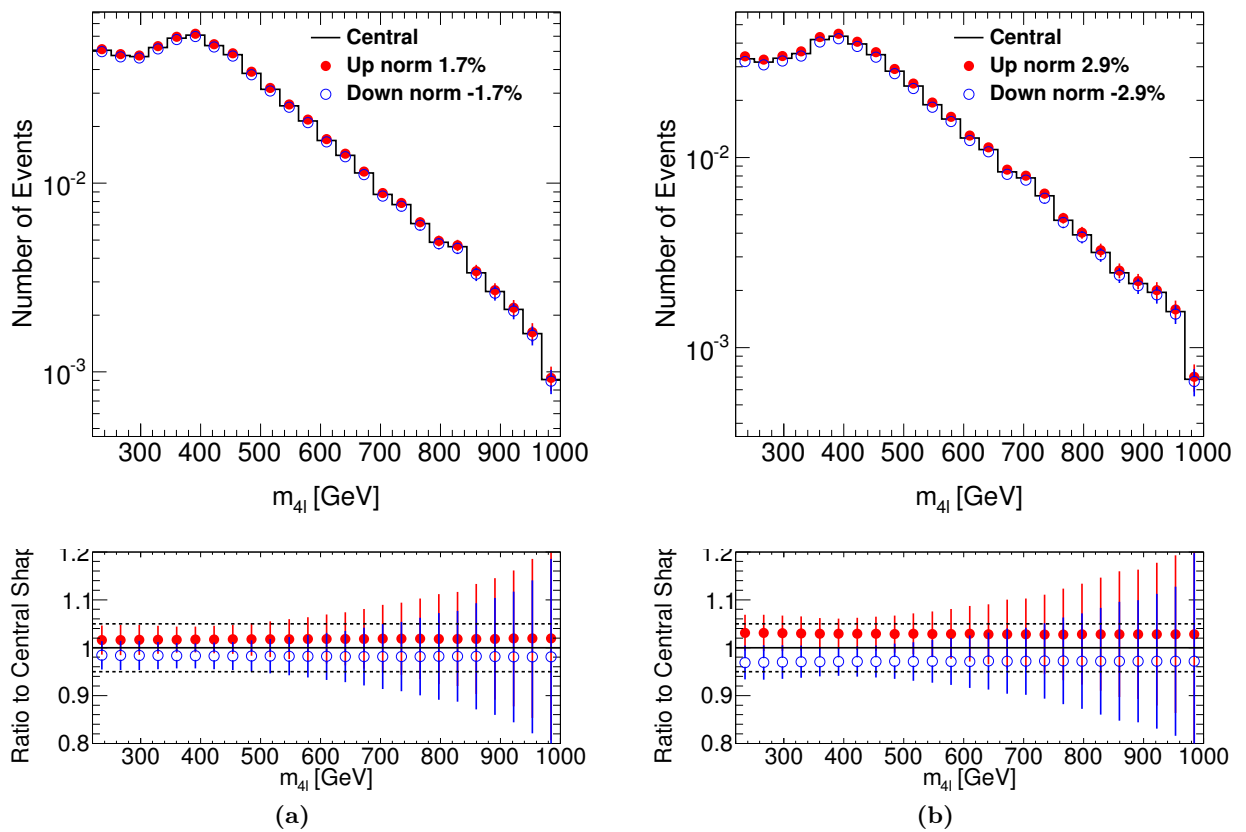 Number of Events
10⁻²
10⁻³
Central
Up norm 1.7%
Down norm -1.7%
300 400 500 600 700 800 900 1000
m4l [GeV]
Ratio to Central Shap
1.2
1.1
1
0.9
0.8
300 400 500 600 700 800 900 1000
m4l [GeV]
(a)
Number of Events
10⁻²
10⁻³
Central
Up norm 2.9%
Down norm -2.9%
300 400 500 600 700 800 900 1000
m4l [GeV]
Ratio to Central Shap
1.2
1.1
1
0.9
0.8
300 400 500 600 700 800 900 1000
m4l [GeV]
(b)